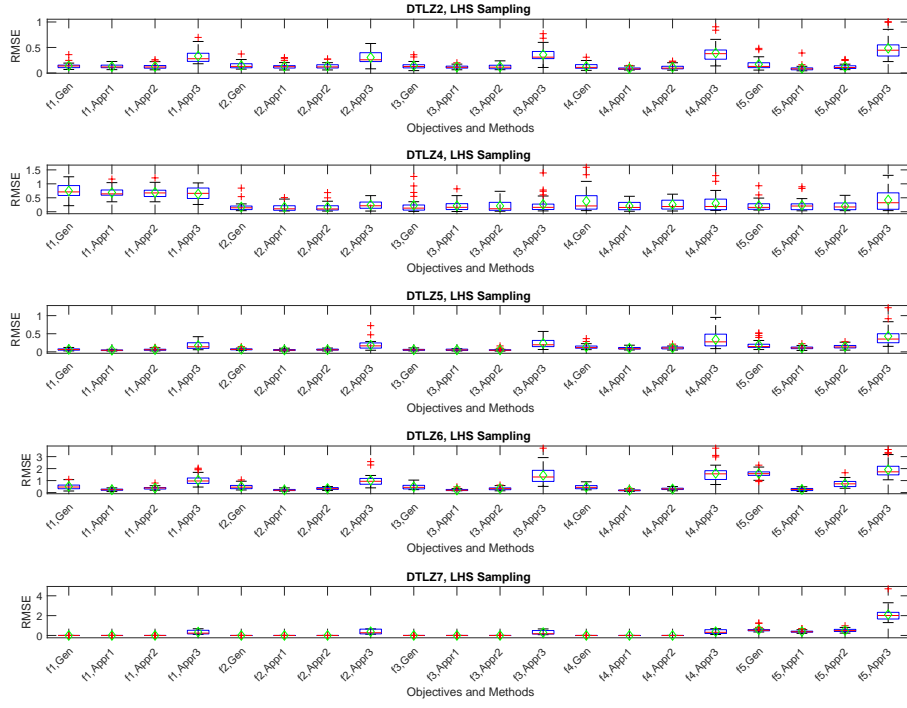 DTLZ2, LHS Sampling
RMSE
1
0.5
0
f1,Gen f1,Appr1 f1,Appr2 f1,Appr3 f2,Gen f2,Appr1 f2,Appr2 f2,Appr3 f3,Gen f3,Appr1 f3,Appr2 f3,Appr3 f4,Gen f4,Appr1 f4,Appr2 f4,Appr3 f5,Gen f5,Appr1 f5,Appr2 f5,Appr3
Objectives and Methods
DTLZ4, LHS Sampling
RMSE
1.5
1
0.5
0
f1,Gen f1,Appr1 f1,Appr2 f1,Appr3 f2,Gen f2,Appr1 f2,Appr2 f2,Appr3 f3,Gen f3,Appr1 f3,Appr2 f3,Appr3 f4,Gen f4,Appr1 f4,Appr2 f4,Appr3 f5,Gen f5,Appr1 f5,Appr2 f5,Appr3
Objectives and Methods
DTLZ5, LHS Sampling
RMSE
1
0.5
0
f1,Gen f1,Appr1 f1,Appr2 f1,Appr3 f2,Gen f2,Appr1 f2,Appr2 f2,Appr3 f3,Gen f3,Appr1 f3,Appr2 f3,Appr3 f4,Gen f4,Appr1 f4,Appr2 f4,Appr3 f5,Gen f5,Appr1 f5,Appr2 f5,Appr3
Objectives and Methods
DTLZ6, LHS Sampling
RMSE
3
2
1
0
f1,Gen f1,Appr1 f1,Appr2 f1,Appr3 f2,Gen f2,Appr1 f2,Appr2 f2,Appr3 f3,Gen f3,Appr1 f3,Appr2 f3,Appr3 f4,Gen f4,Appr1 f4,Appr2 f4,Appr3 f5,Gen f5,Appr1 f5,Appr2 f5,Appr3
Objectives and Methods
DTLZ7, LHS Sampling
RMSE
4
2
0
f1,Gen f1,Appr1 f1,Appr2 f1,Appr3 f2,Gen f2,Appr1 f2,Appr2 f2,Appr3 f3,Gen f3,Appr1 f3,Appr2 f3,Appr3 f4,Gen f4,Appr1 f4,Appr2 f4,Appr3 f5,Gen f5,Appr1 f5,Appr2 f5,Appr3
Objectives and Methods